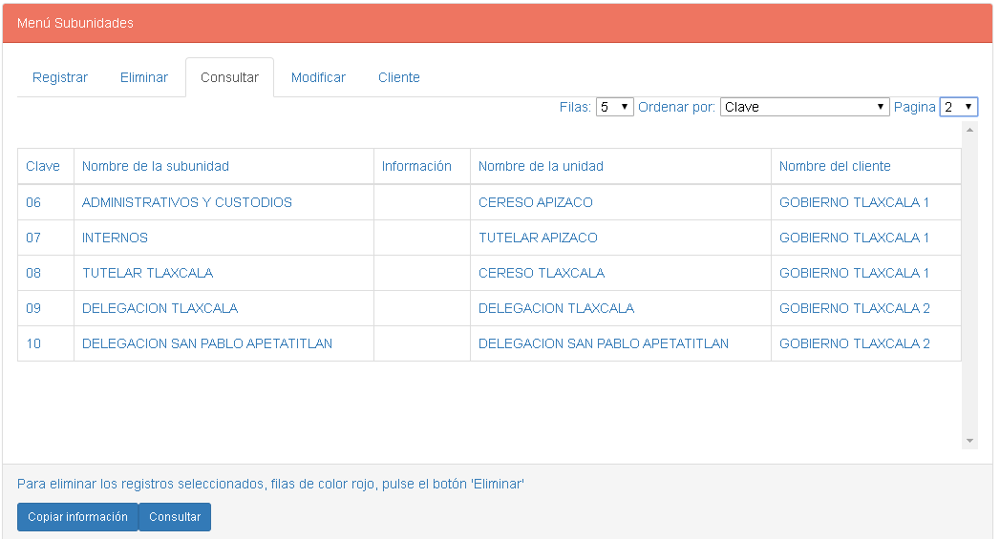 Menú Subunidades
Registrar Eliminar Consultar Modificar Cliente
Filas: 5 Ordenar por: Clave Pagina 2
Clave Nombre de la subunidad Información Nombre de la unidad Nombre del cliente
06 ADMINISTRATIVOS Y CUSTODIOS CERESO APIZACO GOBIERNO TLAXCALA 1
07 INTERNOS TUTELAR APIZACO GOBIERNO TLAXCALA 1
08 TUTELAR TLAXCALA CERESO TLAXCALA GOBIERNO TLAXCALA 1
09 DELEGACION TLAXCALA DELEGACION TLAXCALA GOBIERNO TLAXCALA 2
10 DELEGACION SAN PABLO APETATITLAN DELEGACION SAN PABLO APETATITLAN GOBIERNO TLAXCALA 2
Para eliminar los registros seleccionados, filas de color rojo, pulse el botón 'Eliminar'
Copiar información Consultar